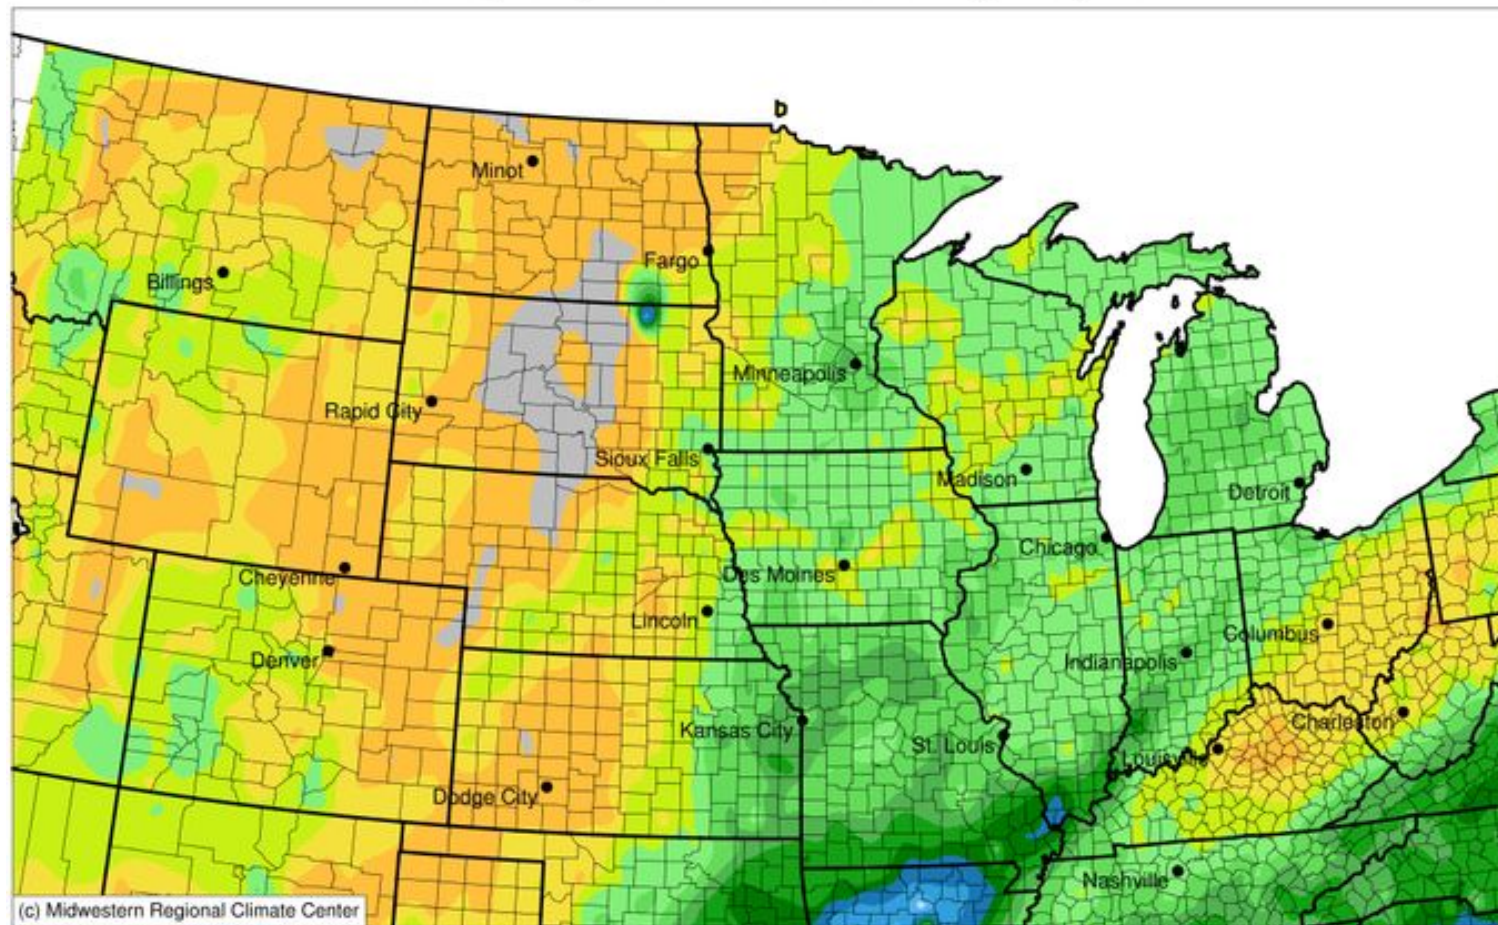 Minot
Fargo
Billings
Minneapolis
Rapid City
Sioux Falls
Madison
Detroit
Chicago
Cheyenne
Des Moines
Lincoln
Columbus
Denver
Indianapolis
Kansas City
St. Louis
Charleston
Louisville
Dodge City
Nashville
(c) Midwestern Regional Climate Center